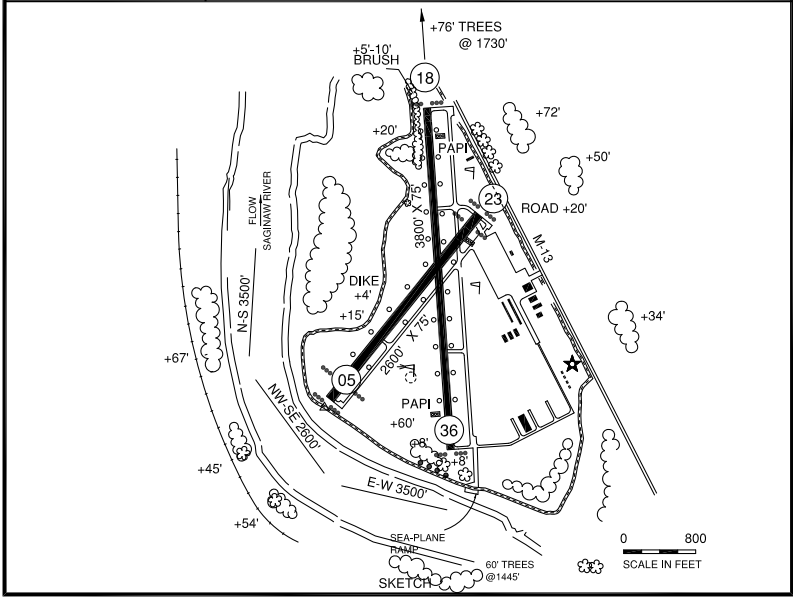 +76' TREES
@ 1730'
+5'-10'
BRUSH
18
+72'
+20'
PAPI
+50'
23
ROAD +20'
FLOW
SAGINAW RIVER
3800' X 75'
M-13
DIKE
+4'
+15'
N-S 3500'
+34'
2600' X 75'
+67'
05
NW-SE 2600'
PAPI
+60'
36
+8'
+8'
+45'
E-W 3500'
+54'
SEA-PLANE
RAMP
0 800
SCALE IN FEET
60' TREES
@1445'
SKETCH